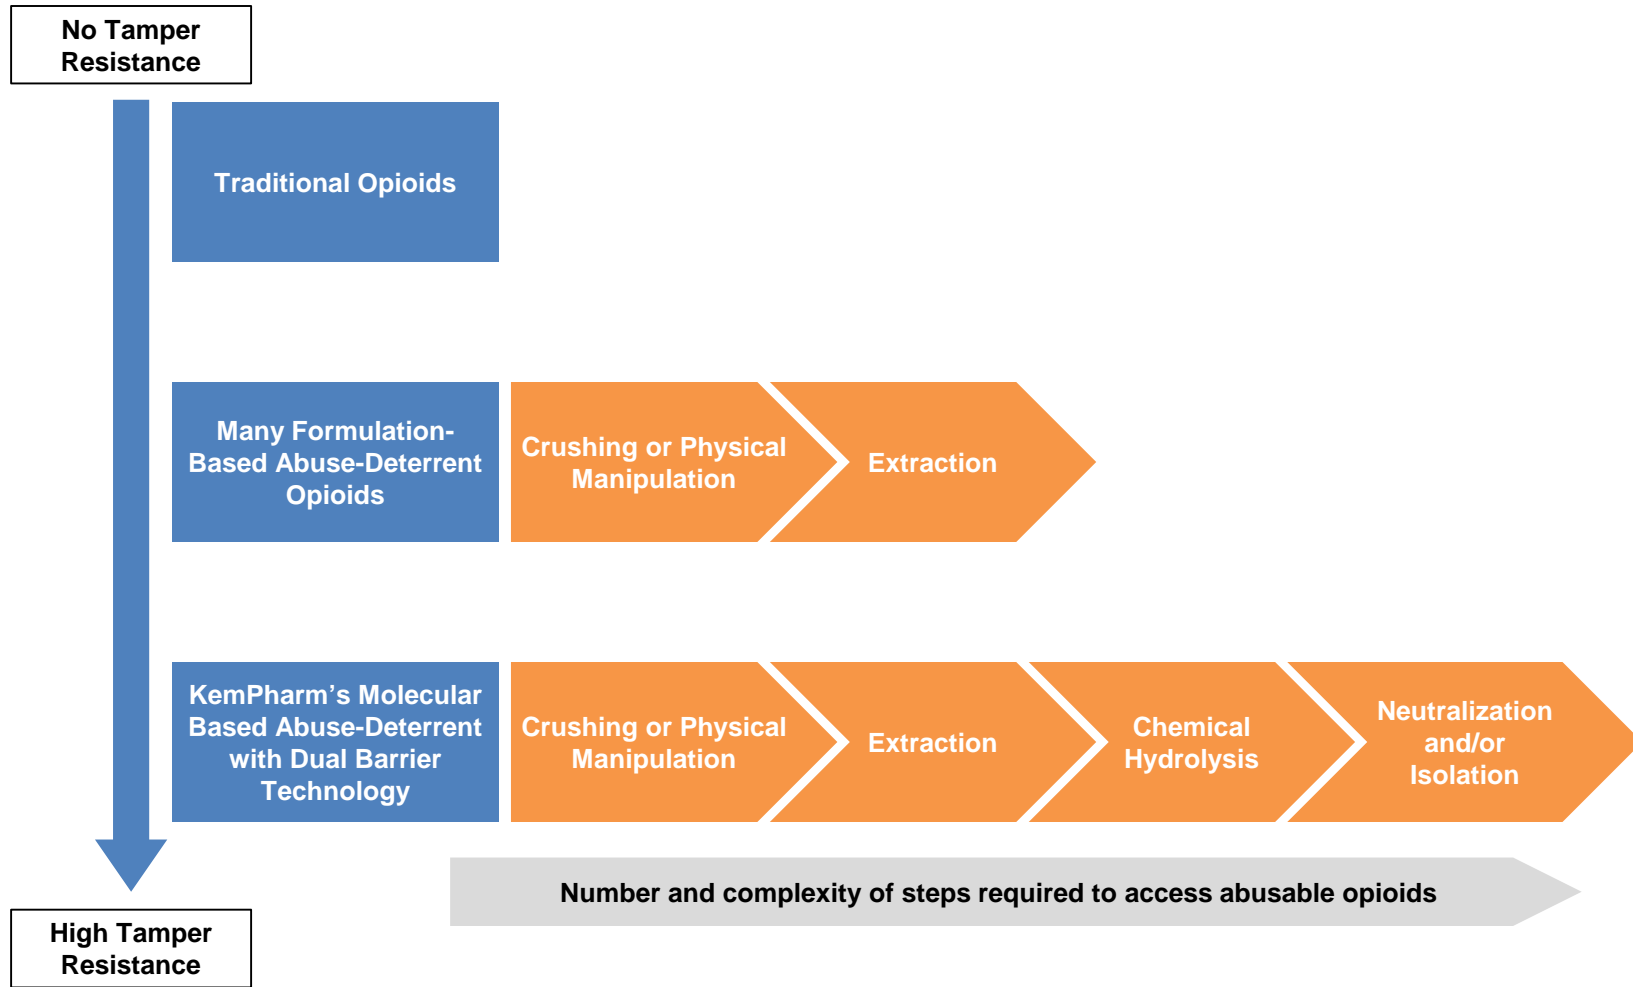 No Tamper
Resistance
Traditional Opioids
Many Formulation-
Based Abuse-Deterrent
Opioids
Crushing or Physical
Manipulation
Extraction
KemPharm’s Molecular
Based Abuse-Deterrent
with Dual Barrier
Technology
Crushing or Physical
Manipulation
Extraction
Chemical
Hydrolysis
Neutralization
and/or
Isolation
Number and complexity of steps required to access abusable opioids
High Tamper
Resistance